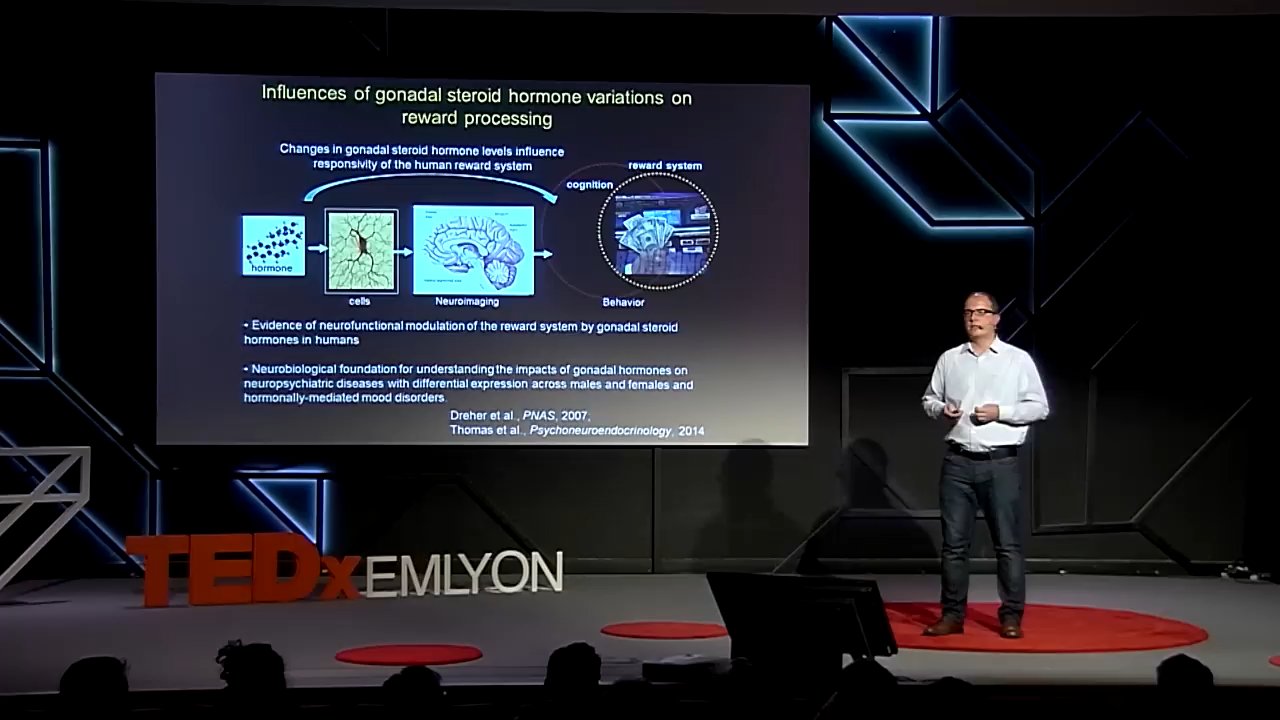 Influences of gonadal steroid hormone variations on
reward processing
Changes in gonadal steroid hormone levels influence
responsivity of the human reward system
reward system
cognition
hormone
cells
Neuroimaging
Behavior
• Evidence of neurofunctional modulation of the reward system by gonadal steroid
hormones in humans
• Neurobiological foundation for understanding the impacts of gonadal hormones on
neuropsychiatric diseases with differential expression across males and females and
hormonally-mediated mood disorders.
Dreher et al., PNAS, 2007,
Thomas et al., Psychoneuroendocrinology, 2014
TEDxEMLYON